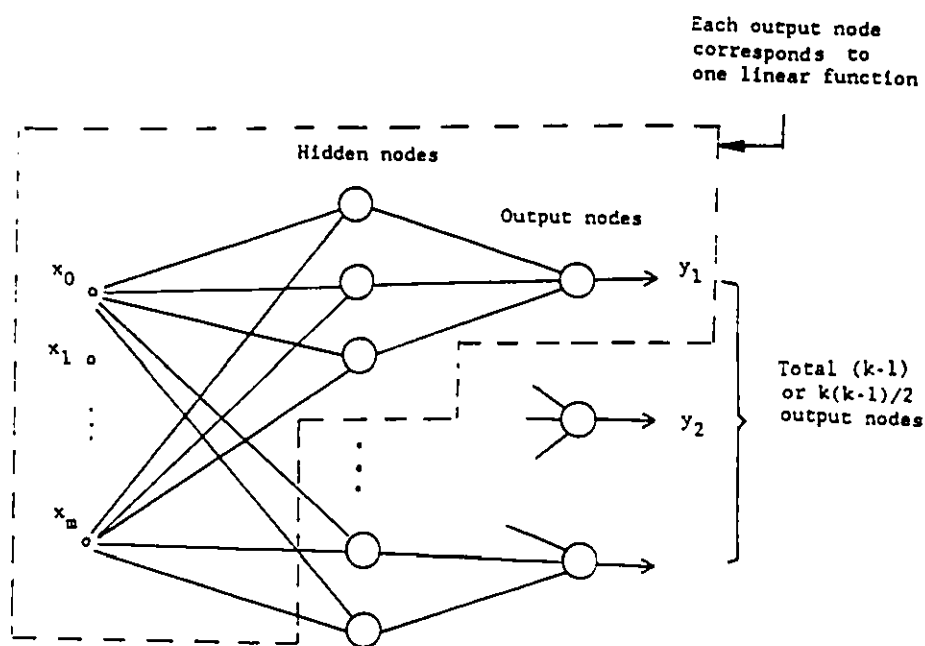 Each output node
corresponds to
one linear function
Hidden nodes
Output nodes
x0
y1
x1
Total (k-1)
or k(k-1)/2
output nodes
y2
xm